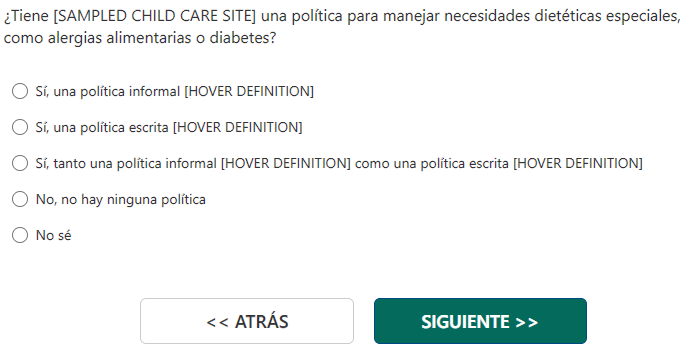 ¿Tiene [SAMPLED CHILD CARE SITE] una política para manejar necesidades dietéticas especiales,
como alergias alimentarias o diabetes?
Sí, una política informal [HOVER DEFINITION]
Sí, una política escrita [HOVER DEFINITION]
Sí, tanto una política informal [HOVER DEFINITION] como una política escrita [HOVER DEFINITION]
No, no hay ninguna política
No sé
<< ATRÁS
SIGUIENTE >>